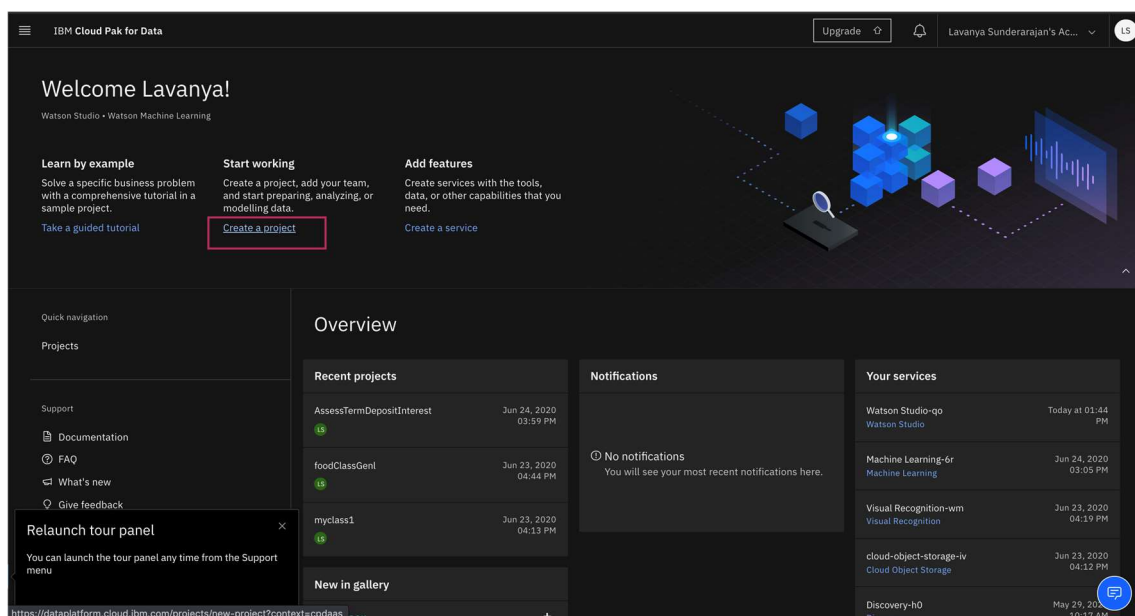 IBM Cloud Pak for Data
Upgrade
Lavanya Sunderarajan's Ac...
LS
Welcome Lavanya!
Watson Studio • Watson Machine Learning
Learn by example
Solve a specific business problem
with a comprehensive tutorial in a
sample project.
Take a guided tutorial
Start working
Create a project, add your team,
and start preparing, analyzing, or
modelling data.
Create a project
Add features
Create services with the tools,
data, or other capabilities that you
need.
Create a service
Quick navigation
Projects
Support
Documentation
FAQ
What's new
Give feedback
Relaunch tour panel
You can launch the tour panel any time from the Support
menu
https://dataplatform.cloud.ibm.com/projects/new-project?context=cpdaas
Overview
Recent projects
AssessTermDepositInterest
Jun 24, 2020
03:59 PM
LS
foodClassGenl
Jun 23, 2020
04:44 PM
LS
myclass1
Jun 23, 2020
04:13 PM
LS
New in gallery
Notifications
No notifications
You will see your most recent notifications here.
Your services
Watson Studio-qo
Today at 01:44
PM
Watson Studio
Machine Learning-6r
Jun 24, 2020
03:05 PM
Machine Learning
Visual Recognition-wm
Jun 23, 2020
04:19 PM
Visual Recognition
cloud-object-storage-iv
Jun 23, 2020
04:12 PM
Cloud Object Storage
Discovery-h0
May 29,
10:17 AM